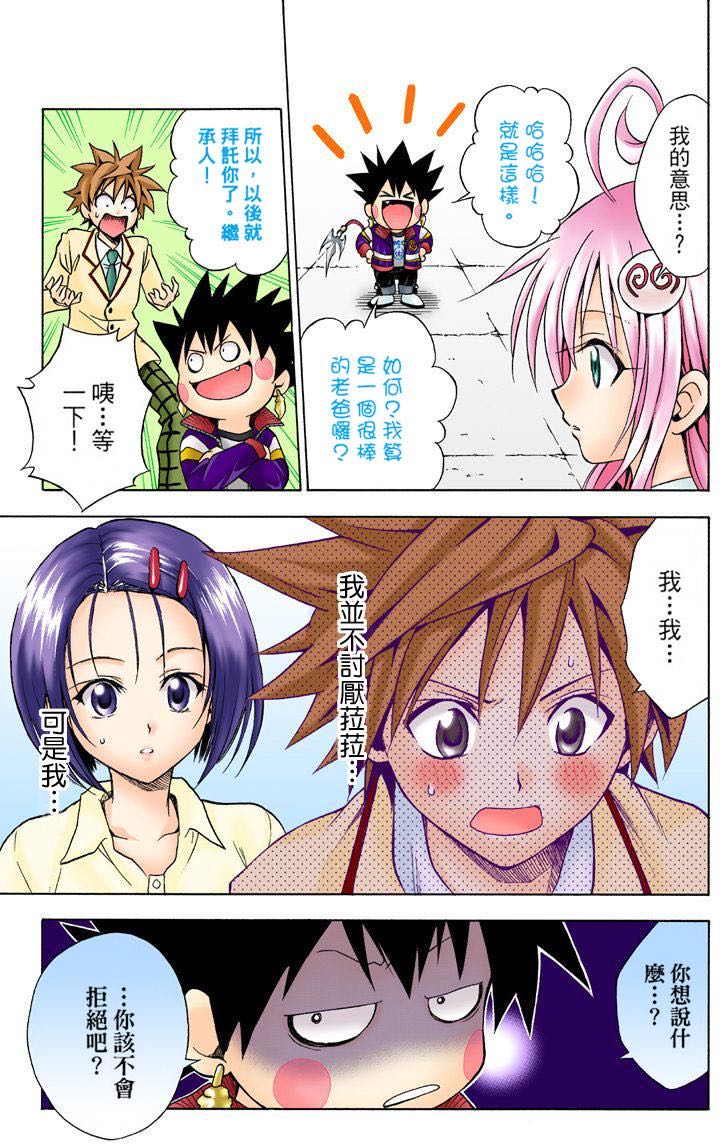 我的意思…？
哈哈哈！
就是這樣。
如何？我算
是一個很棒
的老爸囉？
所以，以後就
拜託你了。繼
承人！
咦…等
一下！
我…我…
我並不討厭菈菈…
可是我…
你想說什
麼…？
…你該不會
拒絕吧？